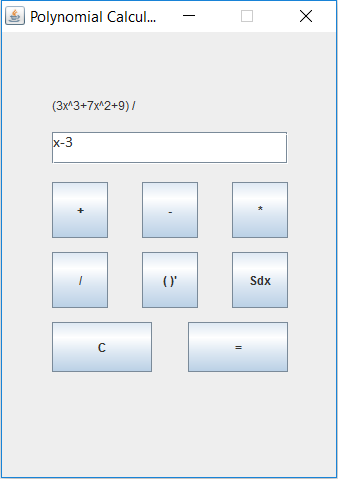 Polynomial Calcul...
(3x^3+7x^2+9) /
x-3
+ - *
/ ( )' Sdx
C =